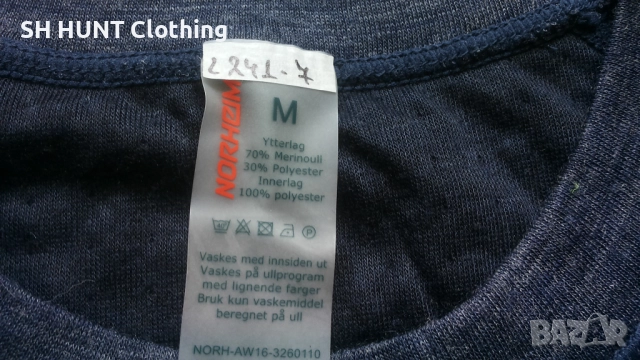 SH HUNT Clothing
2241-7
NORHEIM
M
Ytterlag
70% Merinoull
30% Polyester
Innerlag
100% polyester
Vaskes med innsiden ut
Vaskes på ullprogram
med lignende farger
Bruk kun vaskemiddel
beregnet på ull
NORH-AW16-3260110
BAZAR